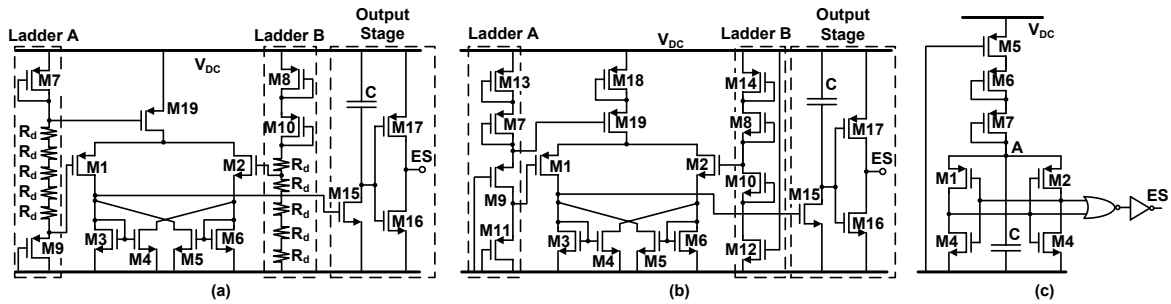 Ladder A
V_DC
Ladder B
Output
Stage
M7
M19
R_d
R_d
R_d
R_d
R_d
M1
M9
M3
M4
M5
M6
M2
M8
M10
R_d
R_d
R_d
R_d
R_d
C
M15
M17
M16
ES
(a)
Ladder A
V_DC
Ladder B
Output
Stage
M13
M7
M18
M19
M1
M9
M11
M3
M4
M5
M6
M2
M14
M8
M10
M12
C
M15
M17
M16
ES
(b)
V_DC
M5
M6
M7
A
M1
M2
M4
C
M4
ES
(c)